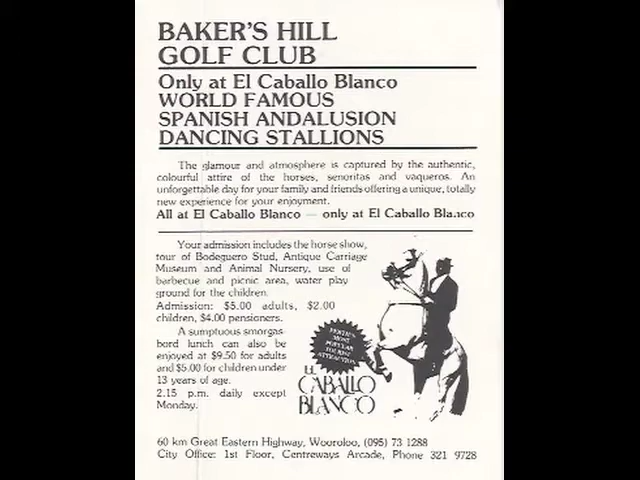 BAKER'S HILL
GOLF CLUB
Only at El Caballo Blanco
WORLD FAMOUS
SPANISH ANDALUSION
DANCING STALLIONS
The glamour and atmosphere is captured by the authentic,
colourful attire of the horses, senoritas and vaqueros. An
unforgettable day for your family and friends offering a unique, totally
new experience for your enjoyment.
All at El Caballo Blanco — only at El Caballo Blanco
Your admission includes the horse show,
tour of Bodeguero Stud, Antique Carriage
Museum and Animal Nursery, use of
barbecue and picnic area, water play
ground for the children.
Admission: $5.00 adults, $2.00
children, $4.00 pensioners.
A sumptuous smorgas-
bord lunch can also be
enjoyed at $9.50 for adults
and $5.00 for children under
13 years of age.
2.15 p.m. daily except
Monday.
PERTH'S
MOST
POPULAR
TOURIST
ATTRACTION
EL
CABALLO
BLANCO
60 km Great Eastern Highway, Wooroloo, (095) 73 1288
City Office: 1st Floor, Centreways Arcade, Phone 321 9728